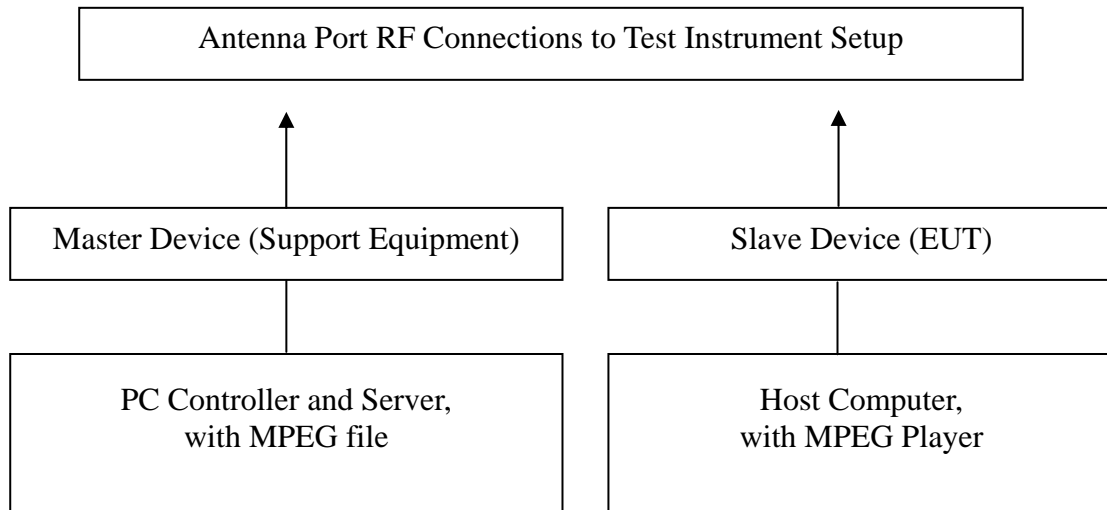 Antenna Port RF Connections to Test Instrument Setup
Master Device (Support Equipment)
Slave Device (EUT)
PC Controller and Server,
with MPEG file
Host Computer,
with MPEG Player